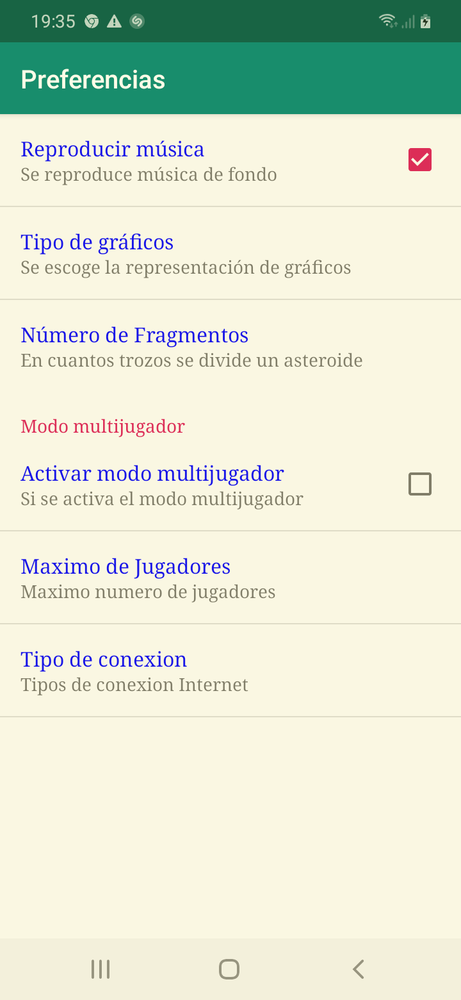 19:35
Preferencias
Reproducir música
Se reproduce música de fondo
Tipo de gráficos
Se escoge la representación de gráficos
Número de Fragmentos
En cuantos trozos se divide un asteroide
Modo multijugador
Activar modo multijugador
Si se activa el modo multijugador
Maximo de Jugadores
Maximo numero de jugadores
Tipo de conexion
Tipos de conexion Internet